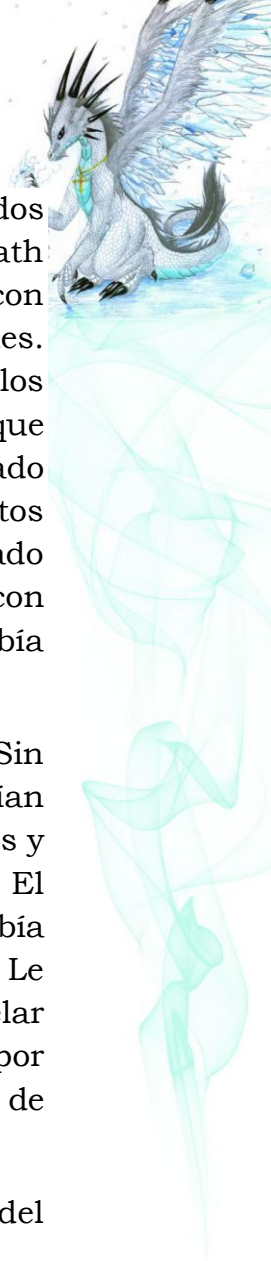 dos
ath
con
es.
los
que
ado
tos
ado
con
bía
Sin
ían
s y
El
bía
Le
elar
por
de
del